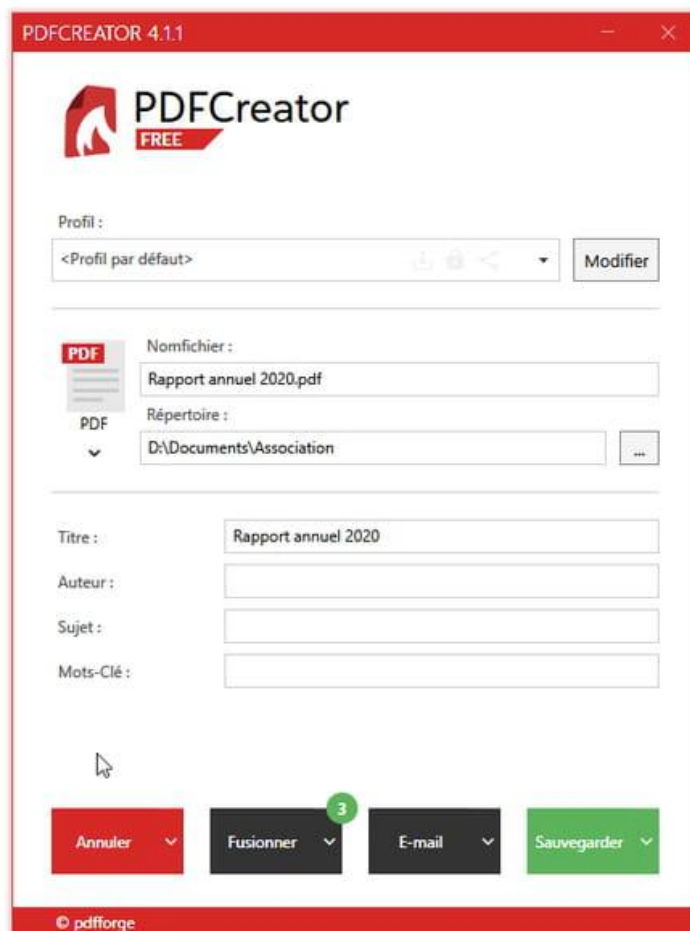 PDFCREATOR 4.1.1
PDFCreator
FREE
Profil :
<Profil par défaut>
Modifier
PDF
PDF
Nomfichier :
Rapport annuel 2020.pdf
Répertoire :
D:\Documents\Association
...
Titre :
Rapport annuel 2020
Auteur :
Sujet :
Mots-Clé :
Annuler
Fusionner
3
E-mail
Sauvegarder
© pdfforge